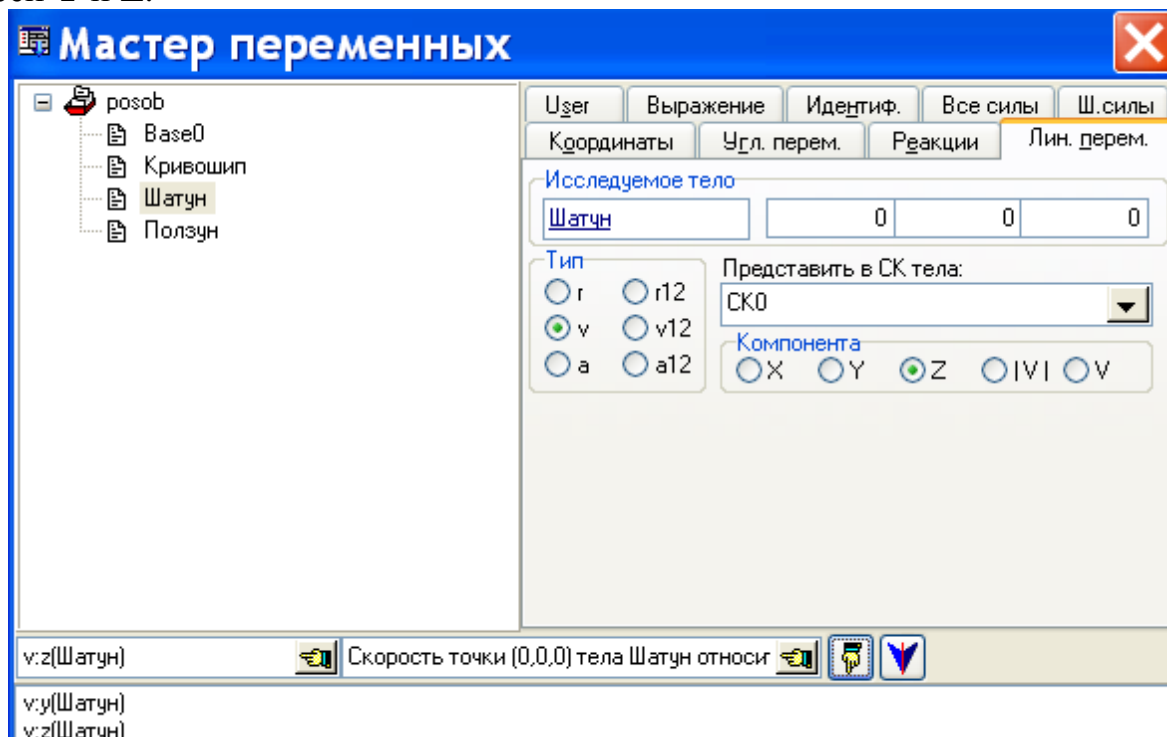 Мастер переменных
posob
Base0
Кривошип
Шатун
Ползун
User Выражение Идентиф. Все силы Ш.силы
Координаты Угл. перем. Реакции Лин. перем.
Исследуемое тело
Шатун 0 0 0
Тип
r r12
v v12
a a12
Представить в СК тела:
СК0
Компонента
X Y Z |V| V
v:z(Шатун) Скорость точки (0,0,0) тела Шатун относит
v:y(Шатун)
v:z(Шатун)